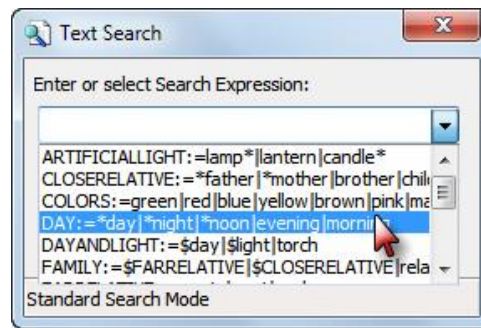 Text Search
Enter or select Search Expression:
ARTIFICIALLIGHT:=lamp*|lantern|candle*
CLOSERELATIVE:=*father|*mother|brother|chil
COLORS:=green|red|blue|yellow|brown|pink|ma
DAY:=*day|*night|*noon|evening|morning
DAYANDLIGHT:=$day|$light|torch
FAMILY:=$FARRELATIVE|$CLOSERELATIVE|rela
Standard Search Mode